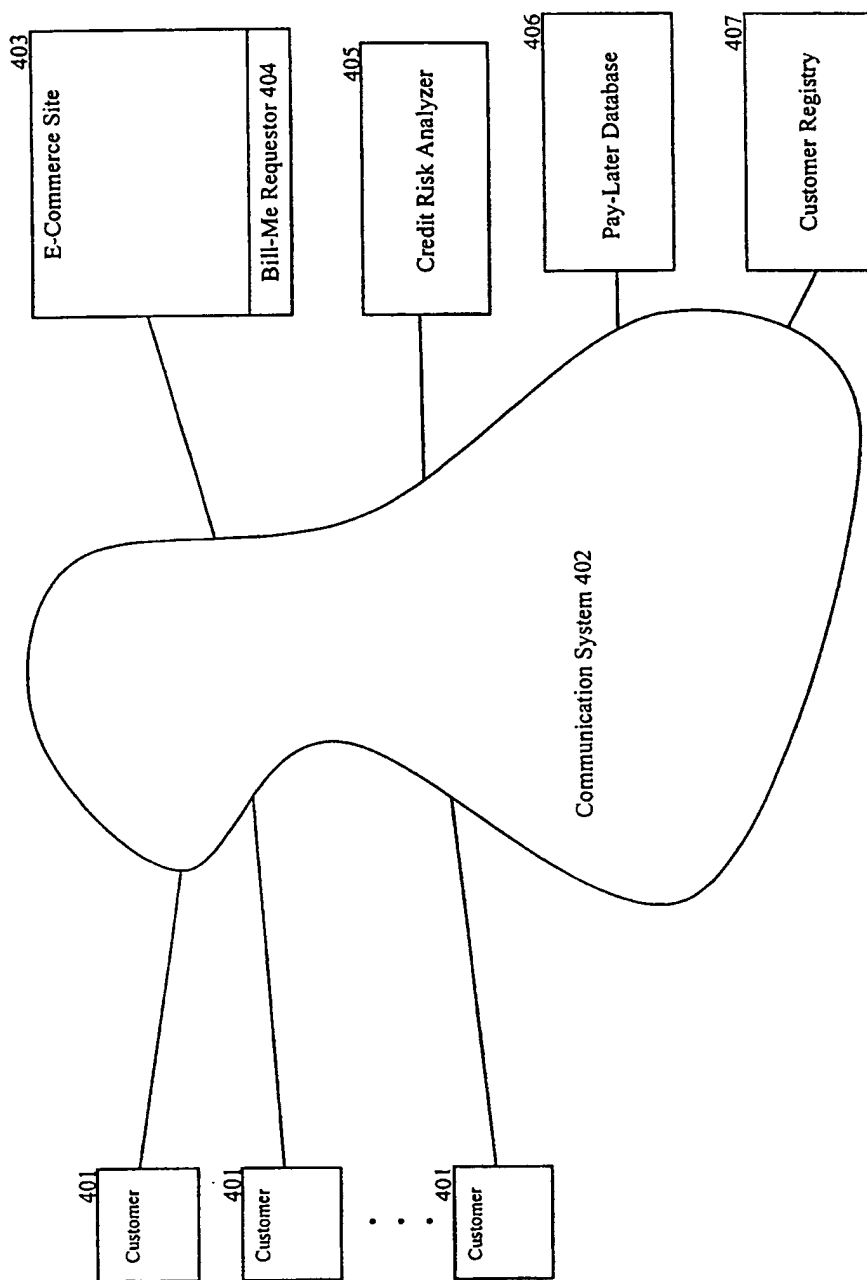 403
E-Commerce Site
Bill-Me Requestor 404
405
Credit Risk Analyzer
406
Pay-Later Database
407
Customer Registry
Communication System 402
401
Customer
401
Customer
401
Customer